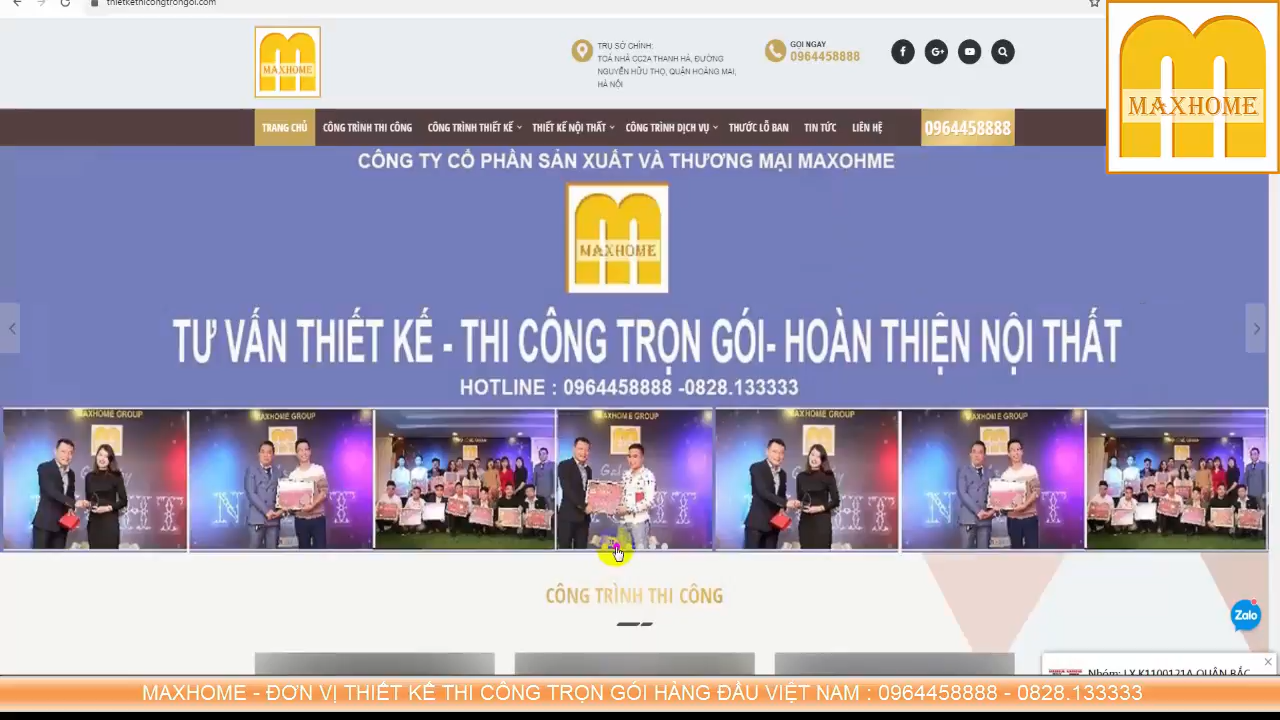 thietkethicongtrongoi.com
MAXHOME
TRỤ SỞ CHÍNH:
TOÀ NHÀ CC2A THANH HÀ, ĐƯỜNG
NGUYỄN HỮU THỌ, QUẬN HOÀNG MAI,
HÀ NỘI
GỌI NGAY
0964458888
MAXHOME
TRANG CHỦ
CÔNG TRÌNH THI CÔNG
CÔNG TRÌNH THIẾT KẾ
THIẾT KẾ NỘI THẤT
CÔNG TRÌNH DỊCH VỤ
THƯỚC LỖ BAN
TIN TỨC
LIÊN HỆ
0964458888
CÔNG TY CỔ PHẦN SẢN XUẤT VÀ THƯƠNG MẠI MAXOHME
MAXHOME
TƯ VẤN THIẾT KẾ - THI CÔNG TRỌN GÓI- HOÀN THIỆN NỘI THẤT
HOTLINE : 0964458888 -0828.133333
MAXHOME GROUP
MAXHOME GROUP
MAXHOME GROUP
MAXHOME GROUP
MAXHOME GROUP
CÔNG TRÌNH THI CÔNG
Zalo
Nhóm: LX K1100121A QUÂN BẮC
MAXHOME - ĐƠN VỊ THIẾT KẾ THI CÔNG TRỌN GÓI HÀNG ĐẦU VIỆT NAM : 0964458888 - 0828.133333